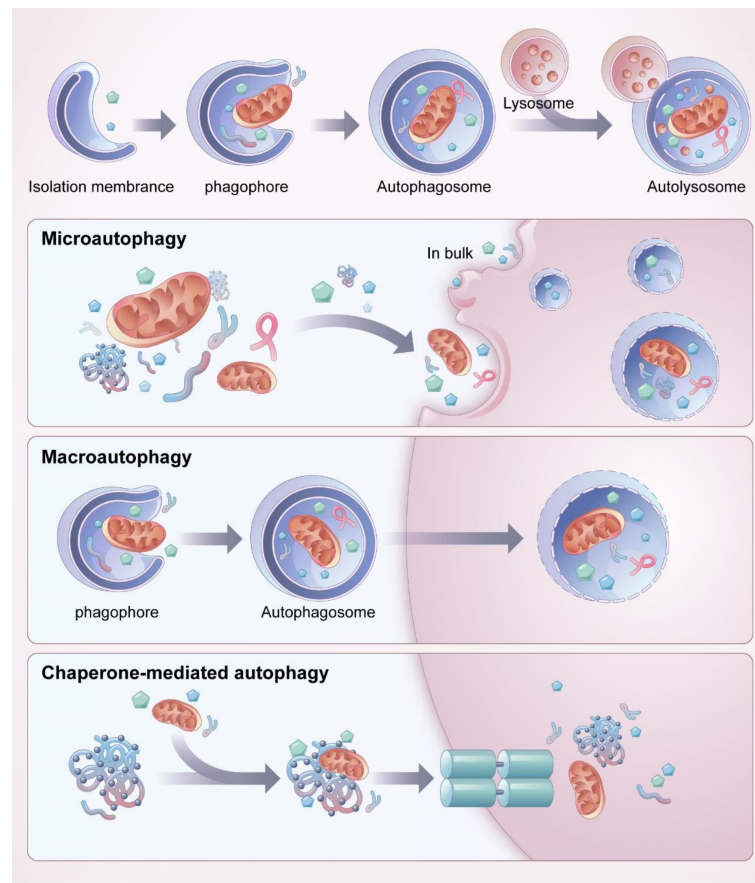 Lysosome
Isolation membrance
phagophore
Autophagosome
Autolysosome
Microautophagy
In bulk
Macroautophagy
phagophore
Autophagosome
Chaperone-mediated autophagy